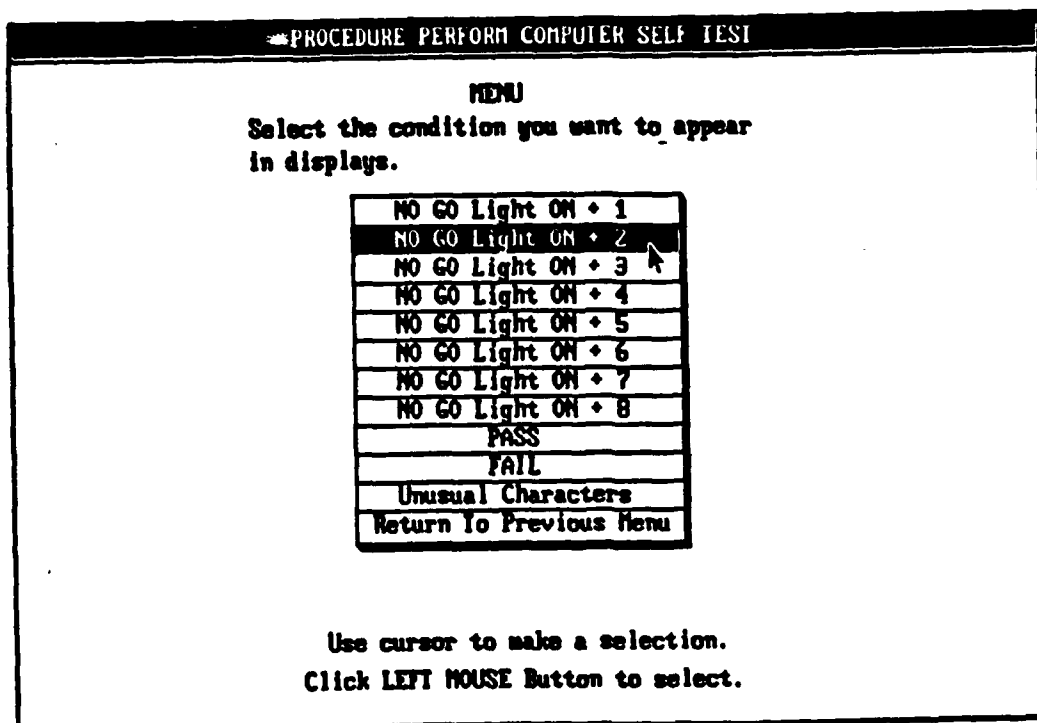 PROCEDURE PERFORM COMPUTER SELF TEST
MENU
Select the condition you want to appear
in displays.
NO GO Light ON + 1
NO GO Light ON + 2
NO GO Light ON + 3
NO GO Light ON + 4
NO GO Light ON + 5
NO GO Light ON + 6
NO GO Light ON + 7
NO GO Light ON + 8
PASS
FAIL
Unusual Characters
Return To Previous Menu
Use cursor to make a selection.
Click LEFT MOUSE Button to select.